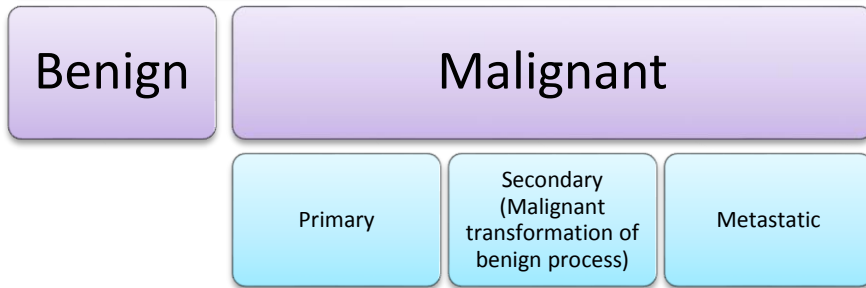 Benign
Malignant
Primary
Secondary
(Malignant
transformation of
benign process)
Metastatic